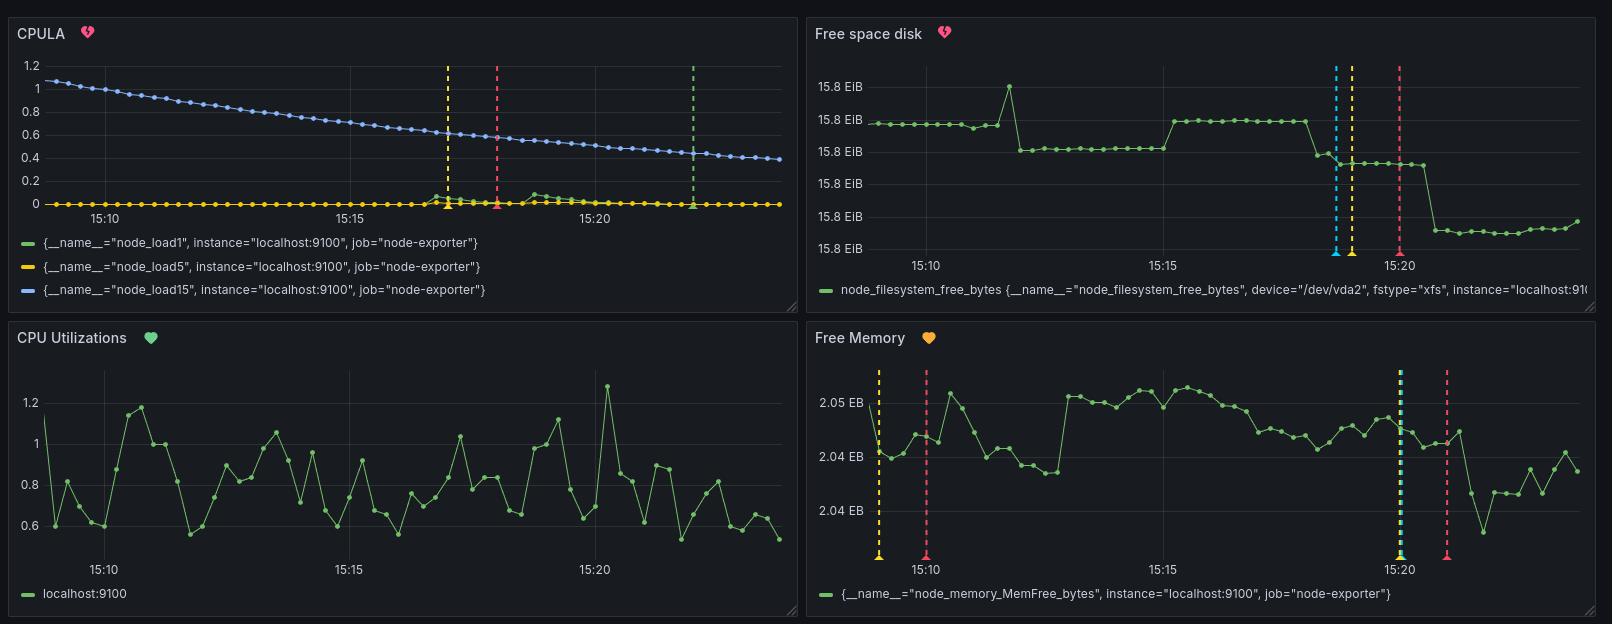 CPULA
1.2
1
0.8
0.6
0.4
0.2
0
15:10
15:15
15:20
{__name__="node_load1", instance="localhost:9100", job="node-exporter"}
{__name__="node_load5", instance="localhost:9100", job="node-exporter"}
{__name__="node_load15", instance="localhost:9100", job="node-exporter"}
Free space disk
15.8 EiB
15.8 EiB
15.8 EiB
15.8 EiB
15.8 EiB
15.8 EiB
15:10
15:15
15:20
node_filesystem_free_bytes {__name__="node_filesystem_free_bytes", device="/dev/vda2", fstype="xfs", instance="localhost:910
CPU Utilizations
1.2
1
0.8
0.6
15:10
15:15
15:20
localhost:9100
Free Memory
2.05 EB
2.04 EB
2.04 EB
15:10
15:15
15:20
{__name__="node_memory_MemFree_bytes", instance="localhost:9100", job="node-exporter"}